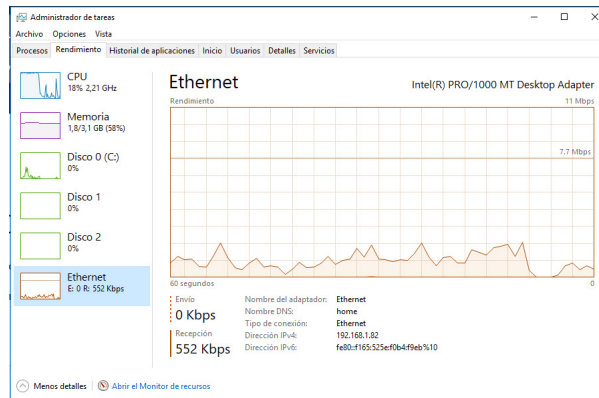 Administrador de tareas
Archivo Opciones Vista
Procesos Rendimiento Historial de aplicaciones Inicio Usuarios Detalles Servicios
CPU
18% 2,21 GHz
Memoria
1,8/3,1 GB (58%)
Disco 0 (C:)
0%
Disco 1
0%
Disco 2
0%
Ethernet
E: 0 R: 552 Kbps
Ethernet Intel(R) PRO/1000 MT Desktop Adapter
Rendimiento 11 Mbps
7.7 Mbps
60 segundos 0
Envío
0 Kbps
Recepción
552 Kbps
Nombre del adaptador: Ethernet
Nombre DNS: home
Tipo de conexión: Ethernet
Dirección IPv4: 192.168.1.82
Dirección IPv6: fe80::f165:525e:f0b4:f9eb%10
Menos detalles Abrir el Monitor de recursos